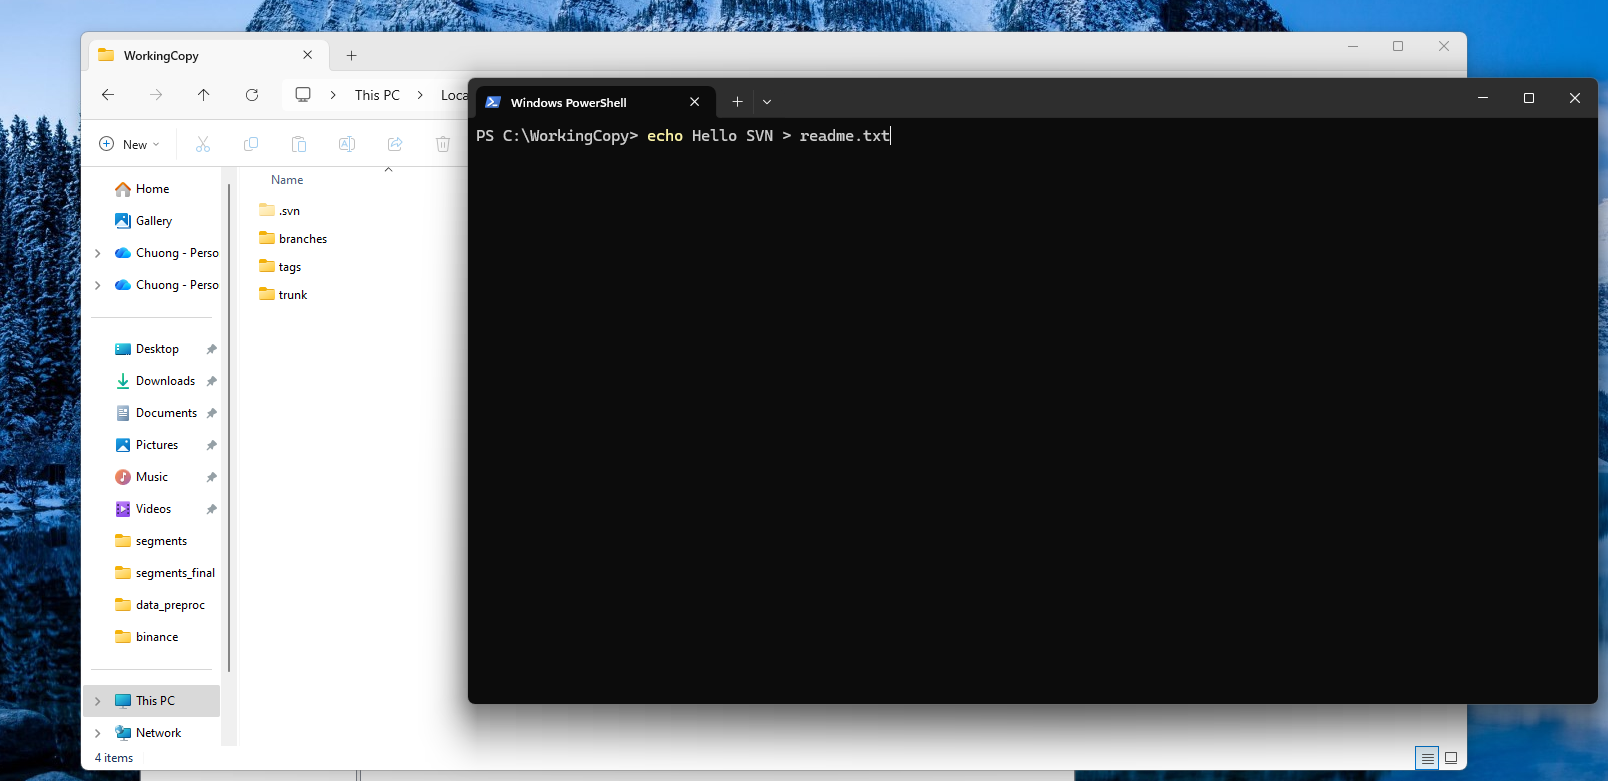 WorkingCopy
This PC
Loca
New
Name
Home
Gallery
Chuong - Perso
Chuong - Perso
Desktop
Downloads
Documents
Pictures
Music
Videos
segments
segments_final
data_preproc
binance
This PC
Network
.svn
branches
tags
trunk
4 items
Windows PowerShell
PS C:\WorkingCopy> echo Hello SVN > readme.txt